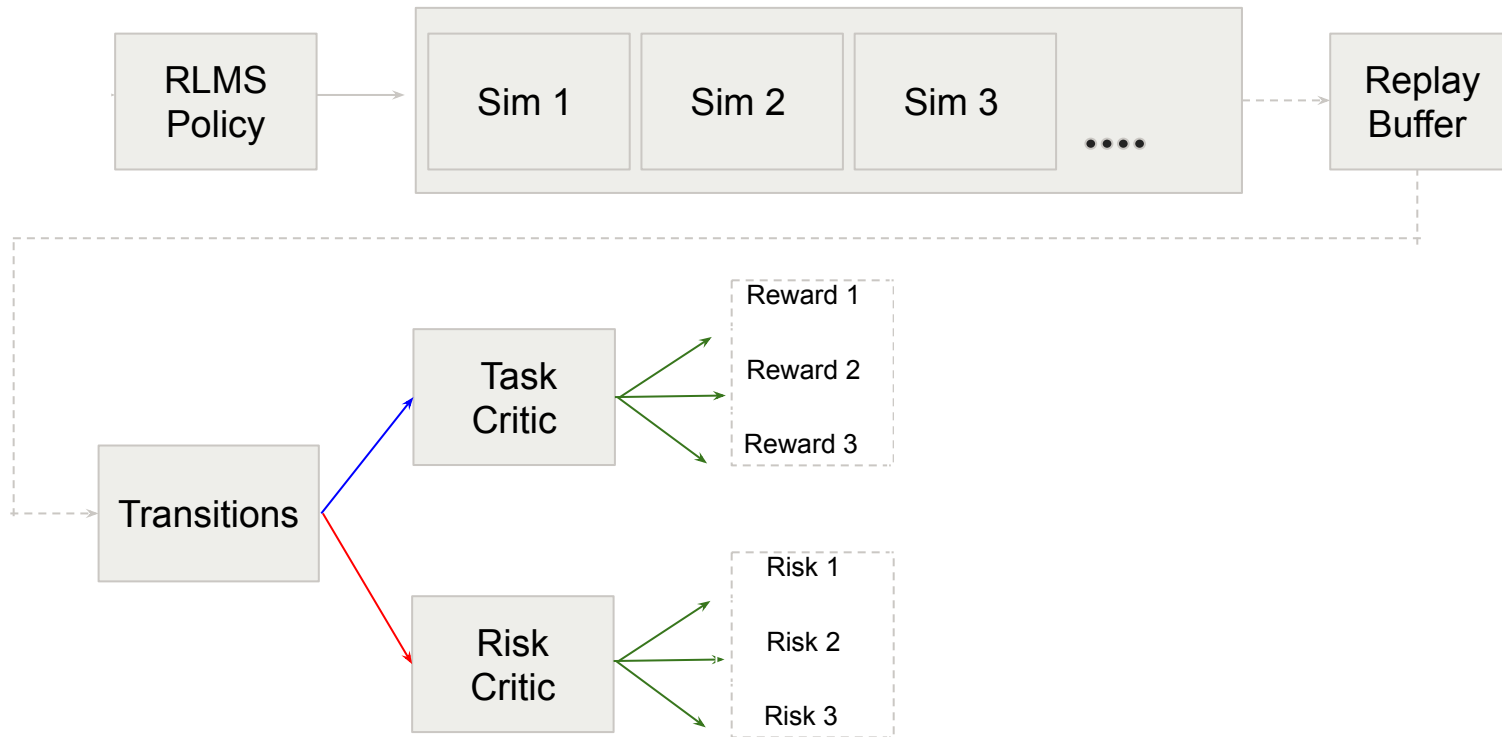 RLMS
Policy
Sim 1
Sim 2
Sim 3
....
Replay
Buffer
Reward 1
Task
Critic
Reward 2
Reward 3
Transitions
Risk 1
Risk
Critic
Risk 2
Risk 3